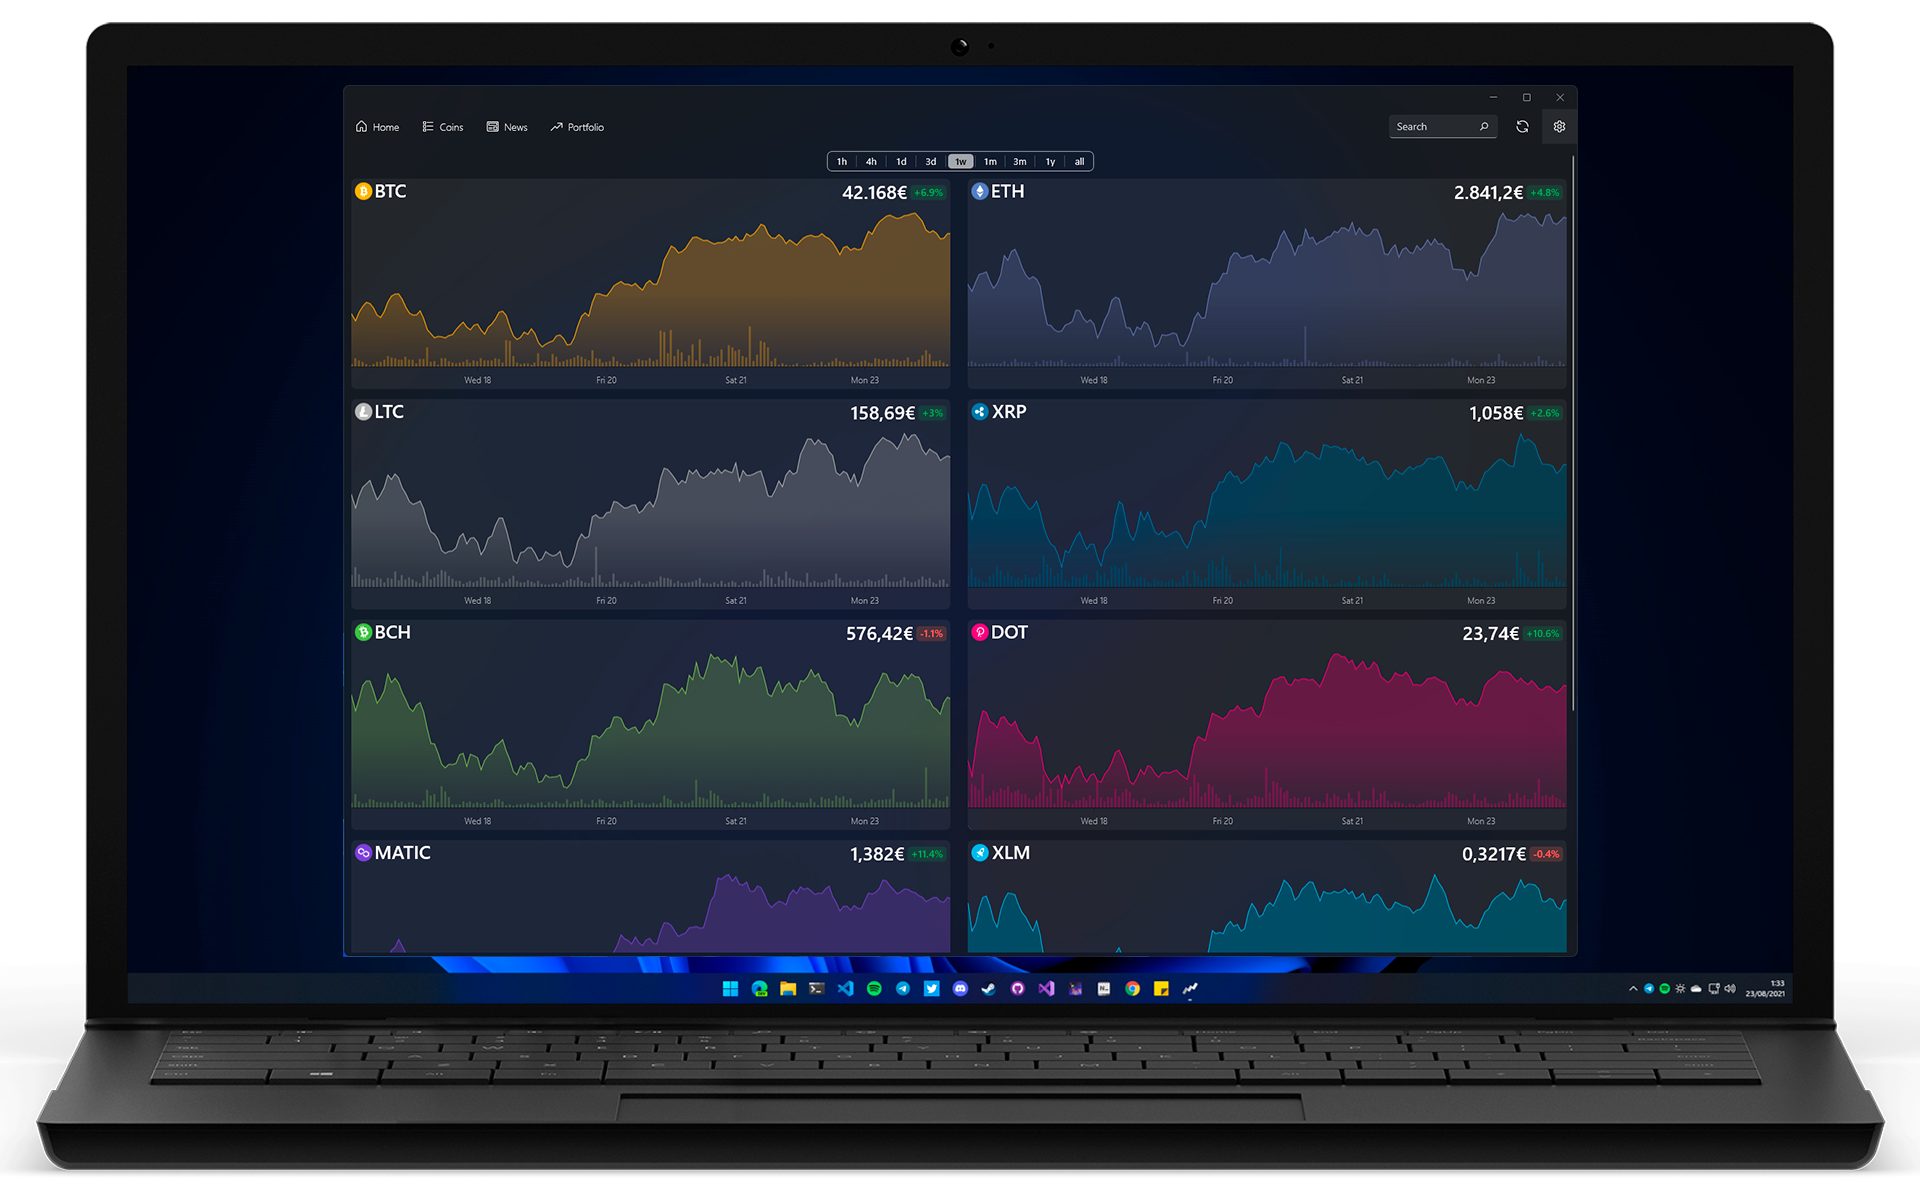 Home Coins News Portfolio Search
1h 4h 1d 3d 1w 1m 3m 1y all
BTC 42.168€ +6.9%
Wed 18 Fri 20 Sat 21 Mon 23
ETH 2.841,2€ +4.8%
Wed 18 Fri 20 Sat 21 Mon 23
LTC 158,69€ +3%
Wed 18 Fri 20 Sat 21 Mon 23
XRP 1,058€ +2.6%
Wed 18 Fri 20 Sat 21 Mon 23
BCH 576,42€ -1.1%
Wed 18 Fri 20 Sat 21 Mon 23
DOT 23,74€ +10.6%
Wed 18 Fri 20 Sat 21 Mon 23
MATIC 1,382€ +11.4%
XLM 0,3217€ -0.4%
1:33
23/08/2021